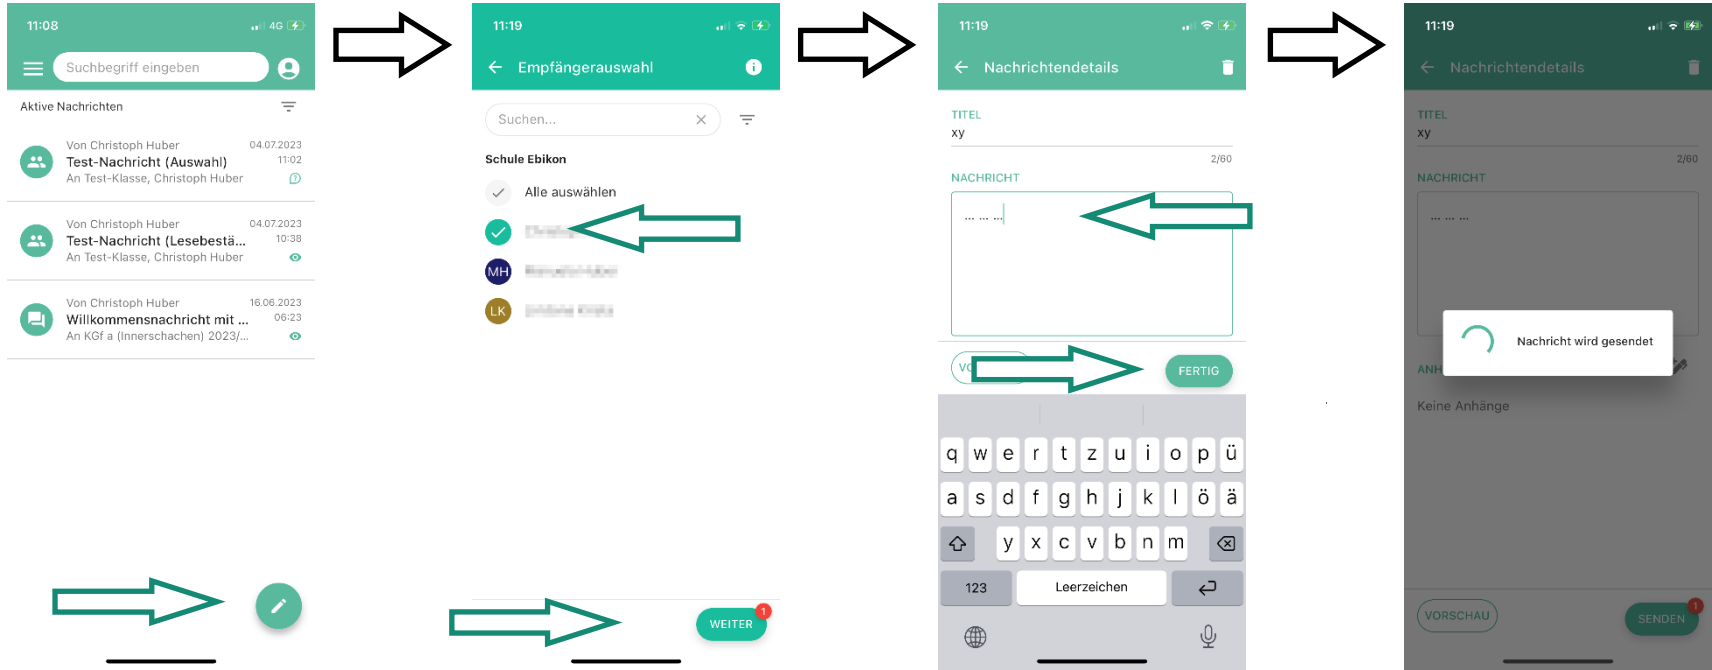 11:08
4G
Suchbegriff eingeben
Aktive Nachrichten
Von Christoph Huber
04.07.2023
Test-Nachricht (Auswahl)
11:02
An Test-Klasse, Christoph Huber
Von Christoph Huber
04.07.2023
Test-Nachricht (Lesebestä...
10:38
An Test-Klasse, Christoph Huber
Von Christoph Huber
16.06.2023
Willkommensnachricht mit ...
06:23
An KGf a (Innerschachen) 2023/...
11:19
Empfängerauswahl
Suchen...
Schule Ebikon
Alle auswählen
MH
LK
WEITER
1
11:19
Nachrichtendetails
TITEL
xy
2/60
NACHRICHT
... ... ...
FERTIG
q w e r t z u i o p ü
a s d f g h j k l ö ä
y x c v b n m
123
Leerzeichen
11:19
Nachrichtendetails
TITEL
xy
2/60
NACHRICHT
... ... ...
Nachricht wird gesendet
Keine Anhänge
VORSCHAU
SENDEN
1